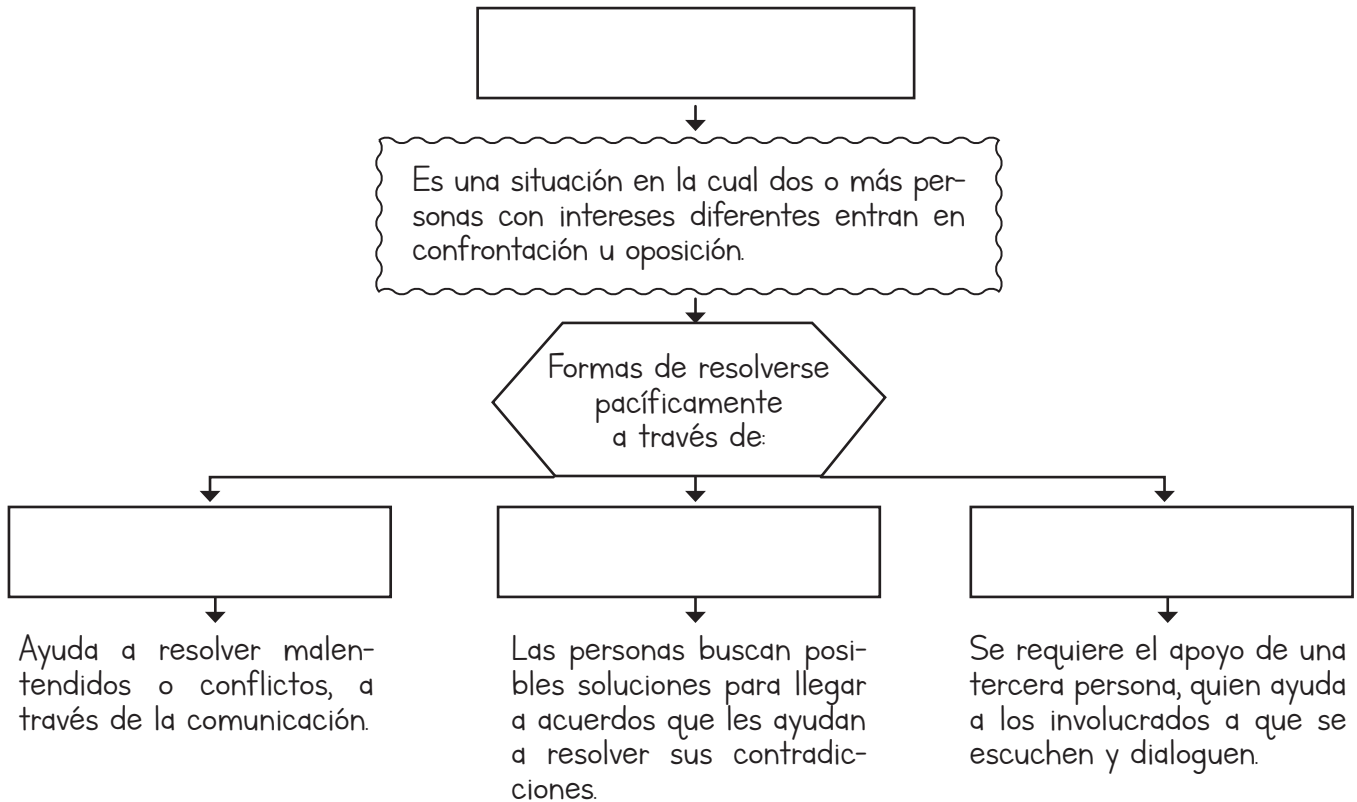 Es una situación en la cual dos o más per-
sonas con intereses diferentes entran en
confrontación u oposición.
Formas de resolverse
pacíficamente
a través de:
Ayuda a resolver malen-
tendidos o conflictos, a
través de la comunicación.
Las personas buscan posi-
bles soluciones para llegar
a acuerdos que les ayudan
a resolver sus contradic-
ciones.
Se requiere el apoyo de una
tercera persona, quien ayuda
a los involucrados a que se
escuchen y dialoguen.